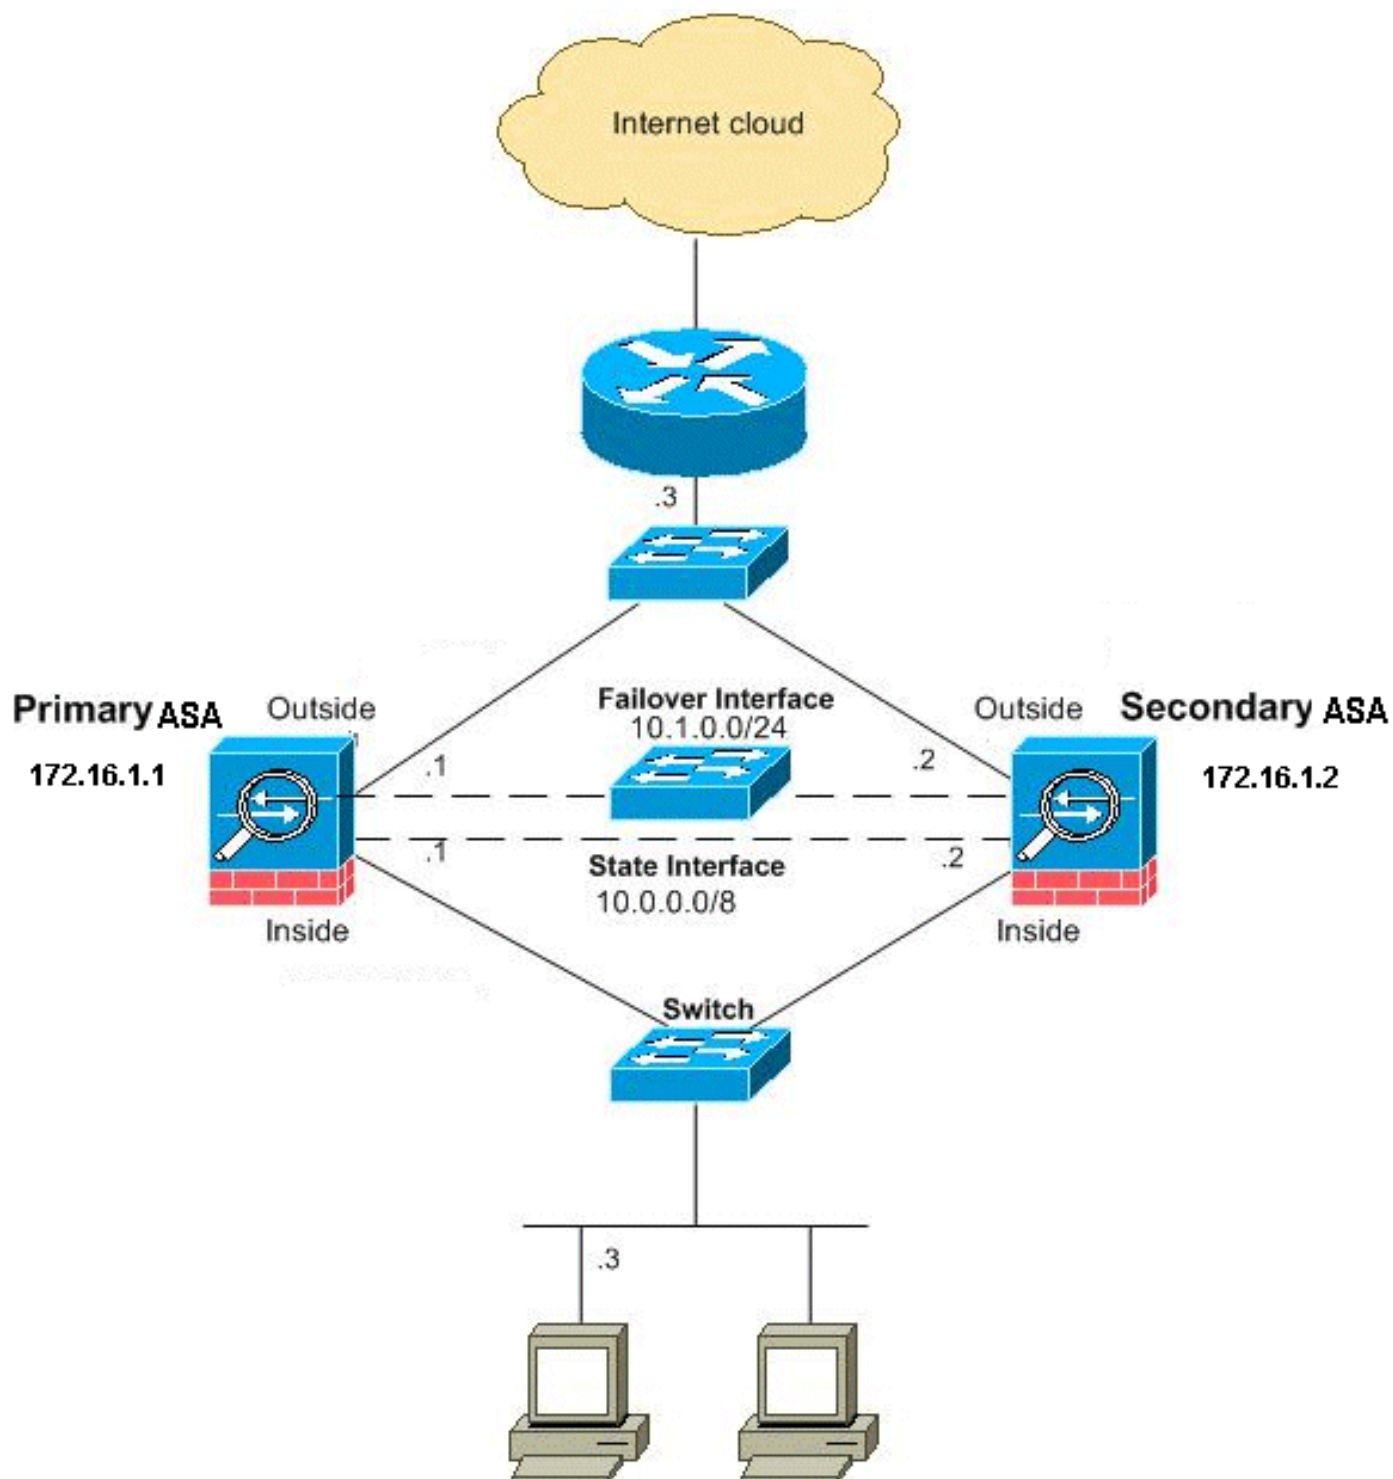 Internet cloud
.3
Primary ASA
172.16.1.1
Outside
Failover Interface
10.1.0.0/24
Outside
Secondary ASA
172.16.1.2
.1
.2
.1
.2
State Interface
10.0.0.0/8
Inside
Inside
Switch
.3